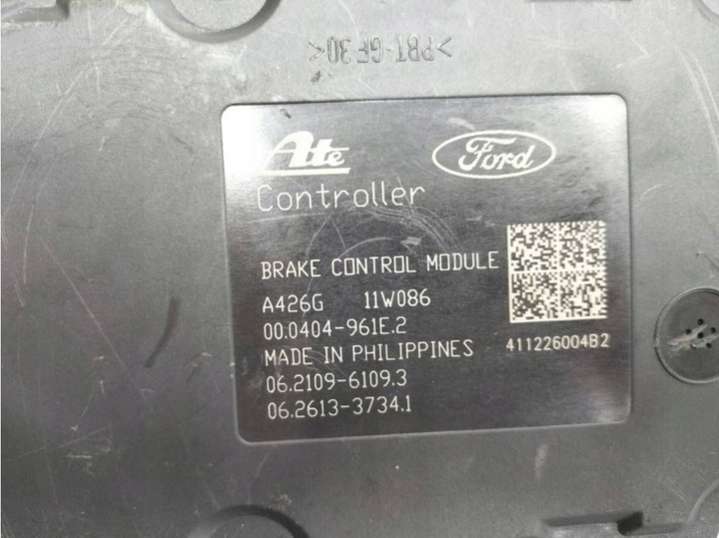 >PBT-GF30<
Ate
Ford
Controller
BRAKE CONTROL MODULE
A426G 11W086
00.0404-961E.2
MADE IN PHILIPPINES
411226004B2
06.2109-6109.3
06.2613-3734.1